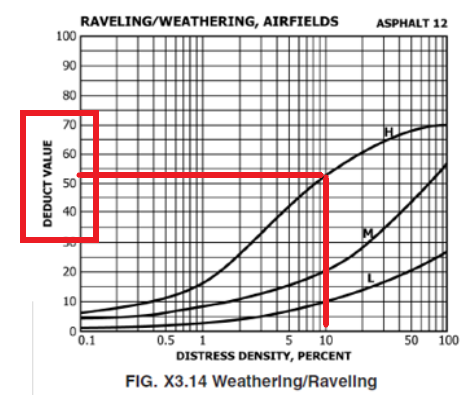 RAVELING/WEATHERING, AIRFIELDS ASPHALT 12
100
90
80
70
60
50
40
30
20
10
0
DEDUCT VALUE
H
M
L
0.1 0.5 1 5 10 50 100
DISTRESS DENSITY, PERCENT
FIG. X3.14 Weathering/Raveling